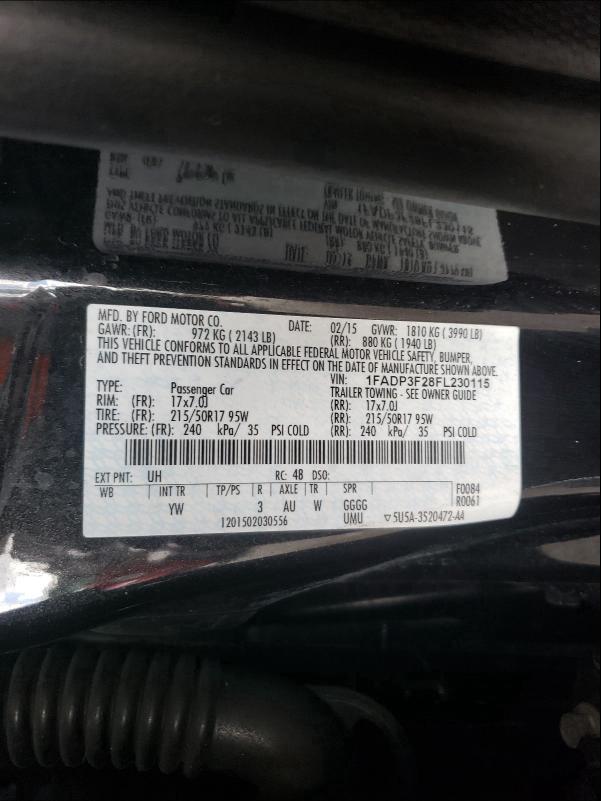 MFD. BY FORD MOTOR CO. DATE: 02/15 GVWR: 1810 KG ( 3990 LB)
GAWR: (FR): 972 KG ( 2143 LB) (RR): 880 KG ( 1940 LB)
THIS VEHICLE CONFORMS TO ALL APPLICABLE FEDERAL MOTOR VEHICLE SAFETY, BUMPER,
AND THEFT PREVENTION STANDARDS IN EFFECT ON THE DATE OF MANUFACTURE SHOWN ABOVE.
VIN: 1FADP3F28FL230115
TYPE: Passenger Car TRAILER TOWING - SEE OWNER GUIDE
RIM: (FR): 17x7.0J (RR): 17x7.0J
TIRES: (FR): 215/50R17 95W (RR): 215/50R17 95W
PRESSURE: (FR): 240 kPa/ 35 PSI COLD (RR): 240 kPa/ 35 PSI COLD
EXT PNT: UH RC: 48 DSO: F0084
WB INT TR TP/PS R AXLE TR SPR R0061
YW 3 AU W GGGG
1201502030556 UMU ▽5U5A-3520472-AA